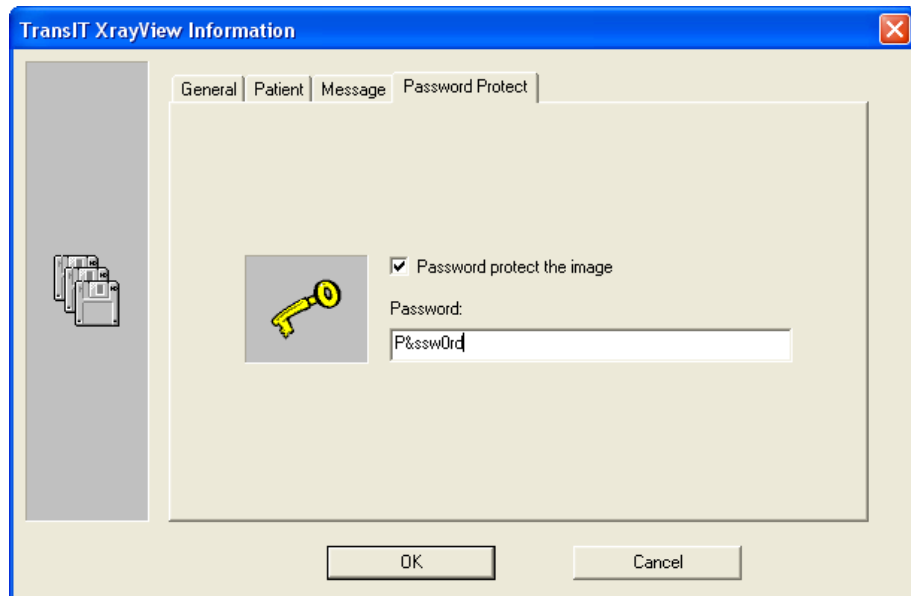 TransIT XrayView Information
General Patient Message Password Protect
Password protect the image
Password:
P&ssw0rd
OK Cancel